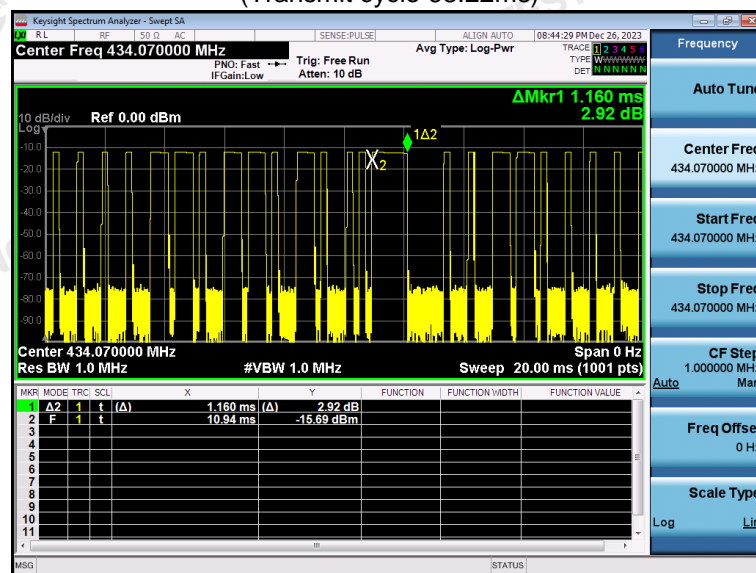 Keysight Spectrum Analyzer - Swept SA
RL RF 50 Ω AC SENSE:PULSE ALIGN AUTO 08:44:29 PM Dec 26, 2023
Center Freq 434.070000 MHz Avg Type: Log-Pwr TRACE 1 2 3 4 5 6
PNO: Fast Trig: Free Run TYPE WWWWWW
IFGain:Low Atten: 10 dB DET N N N N N N
ΔMkr1 1.160 ms
10 dB/div Ref 0.00 dBm 2.92 dB
Log
1Δ2
-10.0
X2
-20.0
-30.0
-40.0
-50.0
-60.0
-70.0
-80.0
-90.0
Center 434.070000 MHz Span 0 Hz
Res BW 1.0 MHz #VBW 1.0 MHz Sweep 20.00 ms (1001 pts)
MKR MODE TRC SCL X Y FUNCTION FUNCTION WIDTH FUNCTION VALUE
1 Δ2 1 t (Δ) 1.160 ms (Δ) 2.92 dB
2 F 1 t 10.94 ms -15.69 dBm
3
4
5
6
7
8
9
10
11
MSG STATUS
Frequency
Auto Tune
Center Freq
434.070000 MHz
Start Freq
434.070000 MHz
Stop Freq
434.070000 MHz
CF Step
1.000000 MHz
Auto Man
Freq Offset
0 Hz
Scale Type
Log Lin